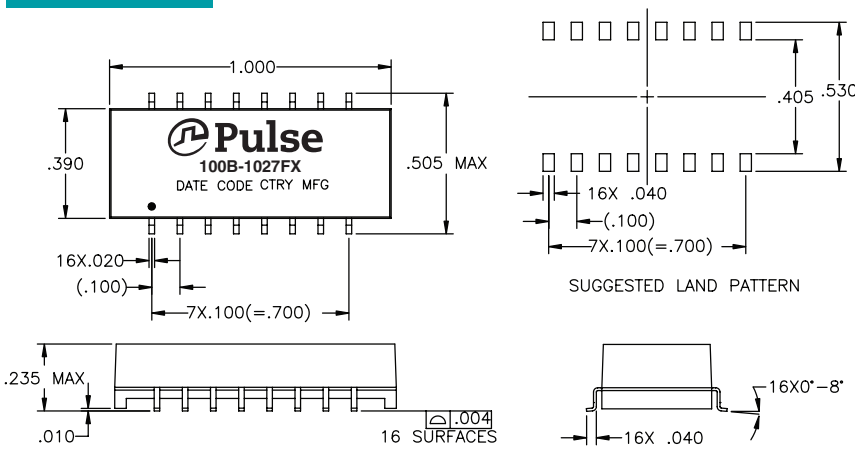 1.000
.390
Pulse
100B-1027FX
DATE CODE CTRY MFG
.505 MAX
16X.020
(.100)
7X.100(=.700)
.405
.530
16X .040
(.100)
7X.100(=.700)
SUGGESTED LAND PATTERN
.235 MAX
.010
.004
16 SURFACES
16X0°-8°
16X .040